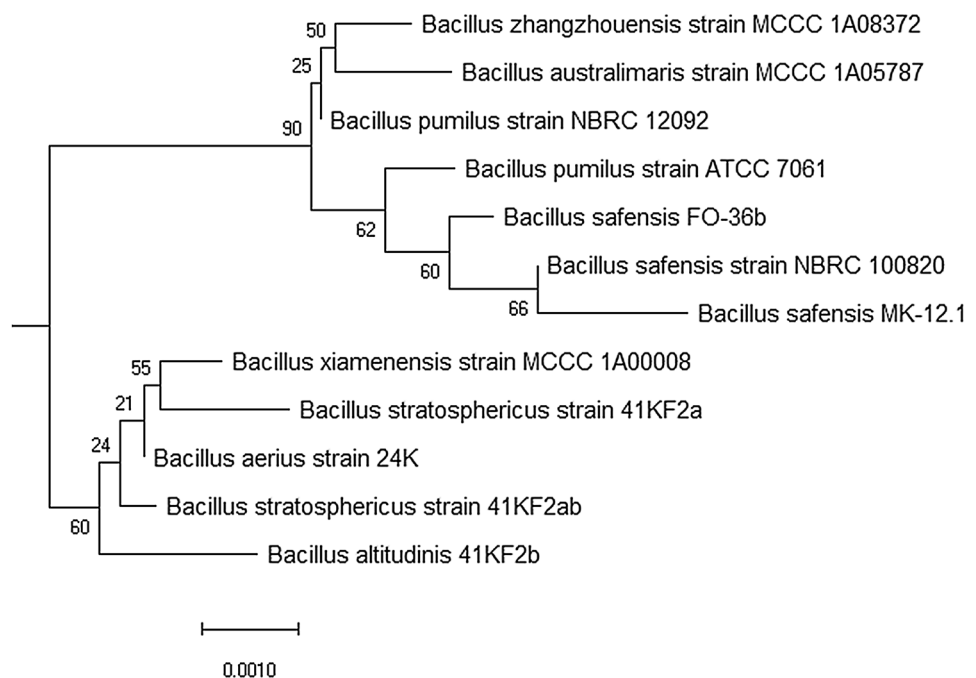 50
Bacillus zhangzhouensis strain MCCC 1A08372
25
Bacillus australimaris strain MCCC 1A05787
90
Bacillus pumilus strain NBRC 12092
Bacillus pumilus strain ATCC 7061
62
Bacillus safensis FO-36b
60
Bacillus safensis strain NBRC 100820
66
Bacillus safensis MK-12.1
55
Bacillus xiamenensis strain MCCC 1A00008
21
Bacillus stratosphericus strain 41KF2a
24
Bacillus aerius strain 24K
Bacillus stratosphericus strain 41KF2ab
60
Bacillus altitudinis 41KF2b
0.0010